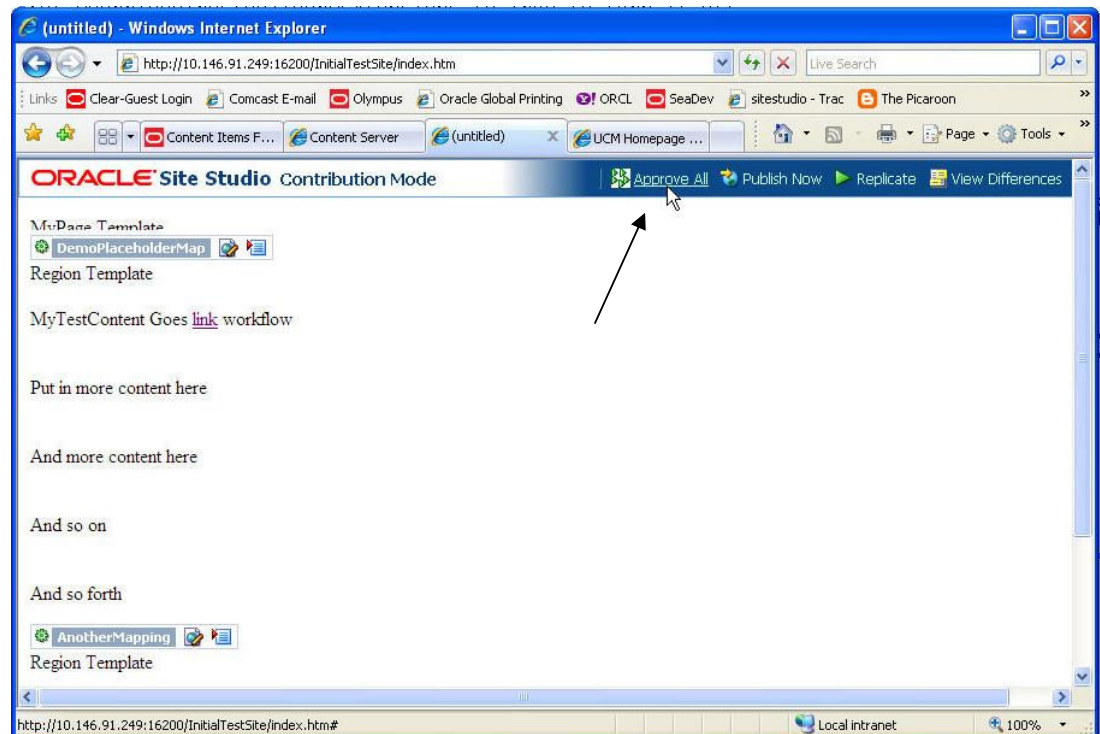 (untitled) - Windows Internet Explorer
http://10.146.91.249:16200/InitialTestSite/index.htm Live Search
Links Clear-Guest Login Comcast E-mail Olympus Oracle Global Printing ORCL SeaDev sitestudio - Trac The Picaroon »
Content Items F... Content Server (untitled) x UCM Homepage ... Page Tools »
ORACLE Site Studio Contribution Mode | Approve All Publish Now Replicate View Differences
MyPage Template
DemoPlaceholderMap
Region Template
MyTestContent Goes link workflow
Put in more content here
And more content here
And so on
And so forth
AnotherMapping
Region Template
http://10.146.91.249:16200/InitialTestSite/index.htm# Local intranet 100%